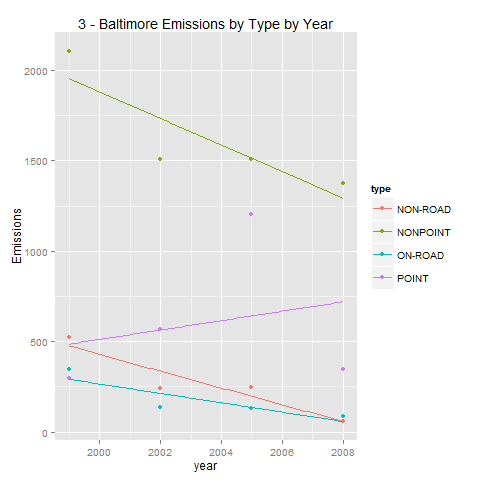 3 - Baltimore Emissions by Type by Year
2000
1500
1000
500
0
Emissions
2000
2002
2004
2006
2008
year
type
NON-ROAD
NONPOINT
ON-ROAD
POINT